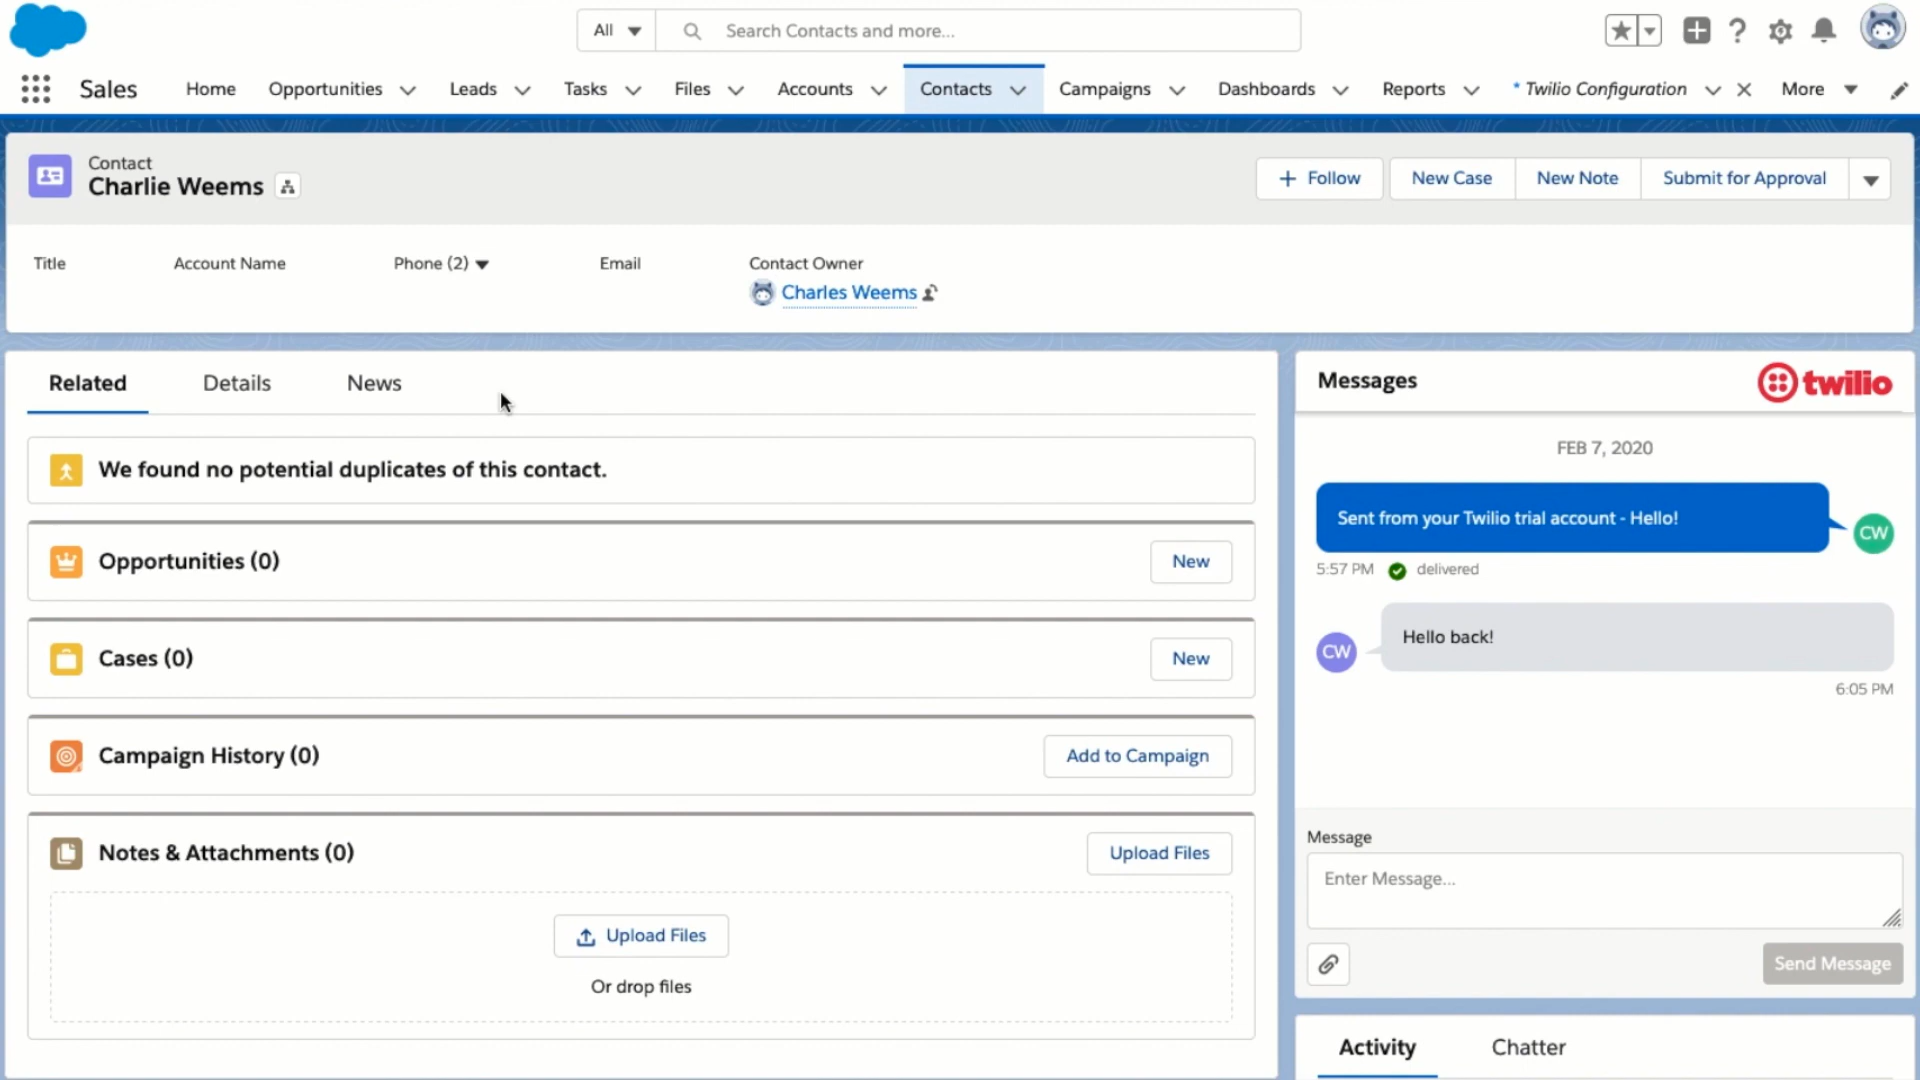 All
Search Contacts and more...
Sales
Home
Opportunities
Leads
Tasks
Files
Accounts
Contacts
Campaigns
Dashboards
Reports
* Twilio Configuration
More
Contact
Charlie Weems
Follow
New Case
New Note
Submit for Approval
Title
Account Name
Phone (2)
Email
Contact Owner
Charles Weems
Related
Details
News
We found no potential duplicates of this contact.
Opportunities (0)
New
Cases (0)
New
Campaign History (0)
Add to Campaign
Notes & Attachments (0)
Upload Files
Upload Files
Or drop files
Messages
twilio
FEB 7, 2020
Sent from your Twilio trial account - Hello!
CW
5:57 PM
delivered
CW
Hello back!
6:05 PM
Message
Enter Message...
Send Message
Activity
Chatter